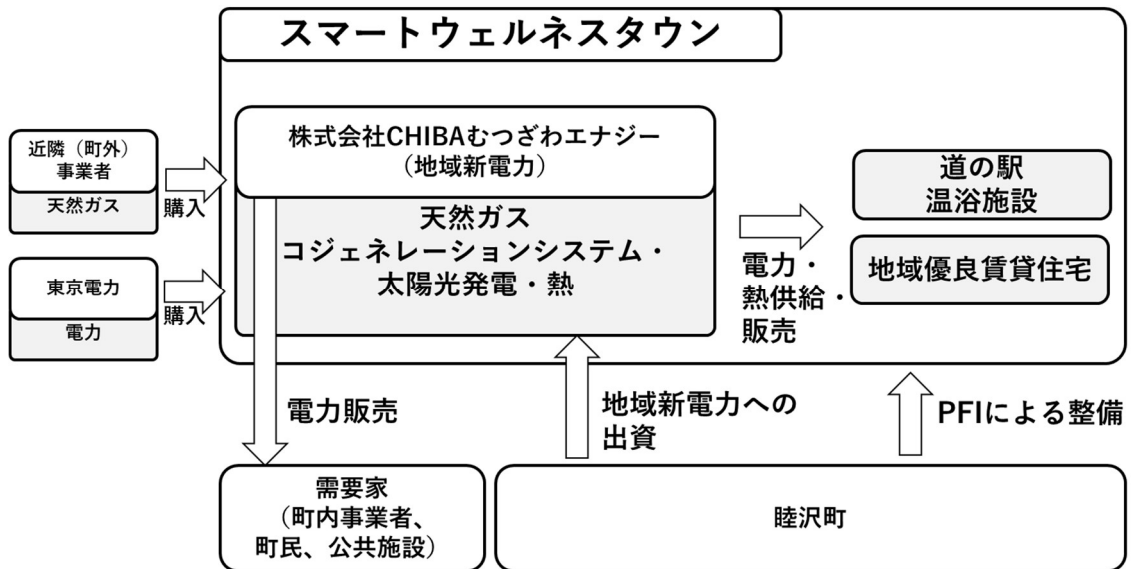 スマートウェルネスタウン
株式会社CHIBAむつざわエナジー
（地域新電力）
天然ガス
コジェネレーションシステム・
太陽光発電・熱
近隣（町外）
事業者
天然ガス
購入
東京電力
電力
購入
道の駅
温浴施設
地域優良賃貸住宅
電力・
熱供給・
販売
電力販売
地域新電力への
出資
PFIによる整備
需要家
（町内事業者、
町民、公共施設）
睦沢町